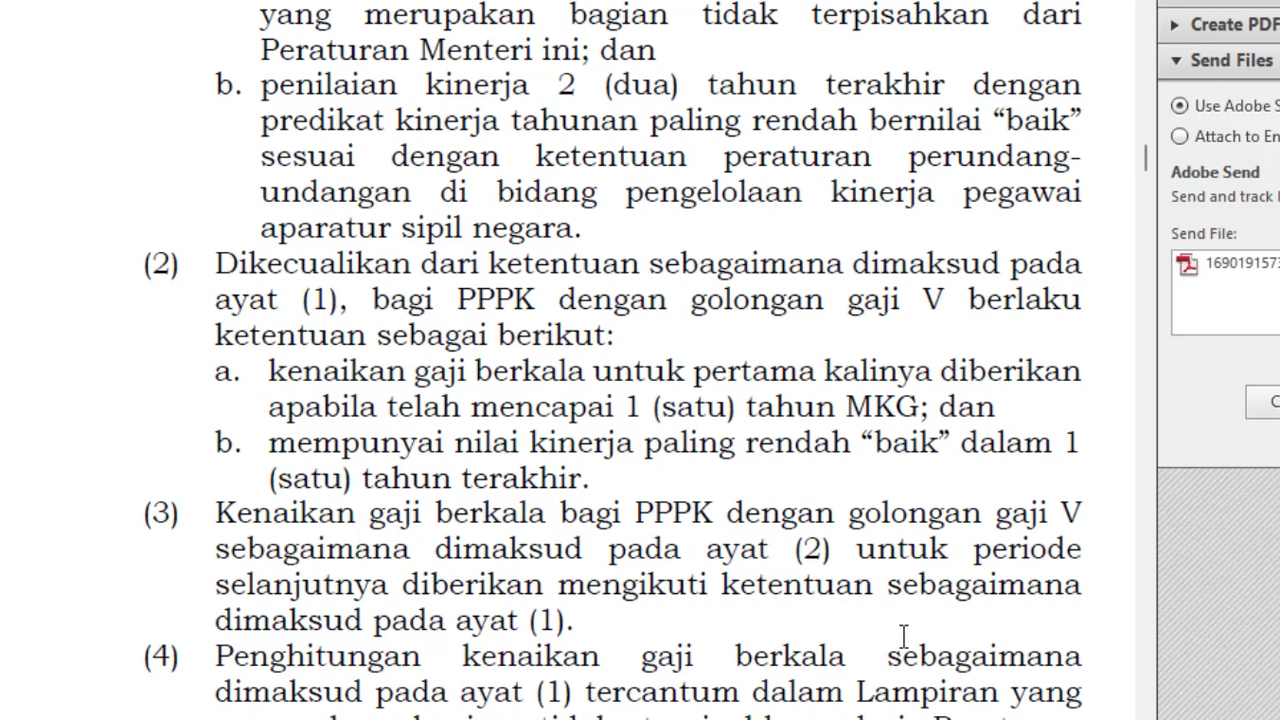 yang merupakan bagian tidak terpisahkan dari
Peraturan Menteri ini; dan
b. penilaian kinerja 2 (dua) tahun terakhir dengan
predikat kinerja tahunan paling rendah bernilai “baik”
sesuai dengan ketentuan peraturan perundang-
undangan di bidang pengelolaan kinerja pegawai
aparatur sipil negara.
(2) Dikecualikan dari ketentuan sebagaimana dimaksud pada
ayat (1), bagi PPPK dengan golongan gaji V berlaku
ketentuan sebagai berikut:
a. kenaikan gaji berkala untuk pertama kalinya diberikan
apabila telah mencapai 1 (satu) tahun MKG; dan
b. mempunyai nilai kinerja paling rendah “baik” dalam 1
(satu) tahun terakhir.
(3) Kenaikan gaji berkala bagi PPPK dengan golongan gaji V
sebagaimana dimaksud pada ayat (2) untuk periode
selanjutnya diberikan mengikuti ketentuan sebagaimana
dimaksud pada ayat (1).
(4) Penghitungan kenaikan gaji berkala sebagaimana
dimaksud pada ayat (1) tercantum dalam Lampiran yang
Create PDF
Send Files
Use Adobe S
Attach to En
Adobe Send
Send and track
Send File:
1690191573